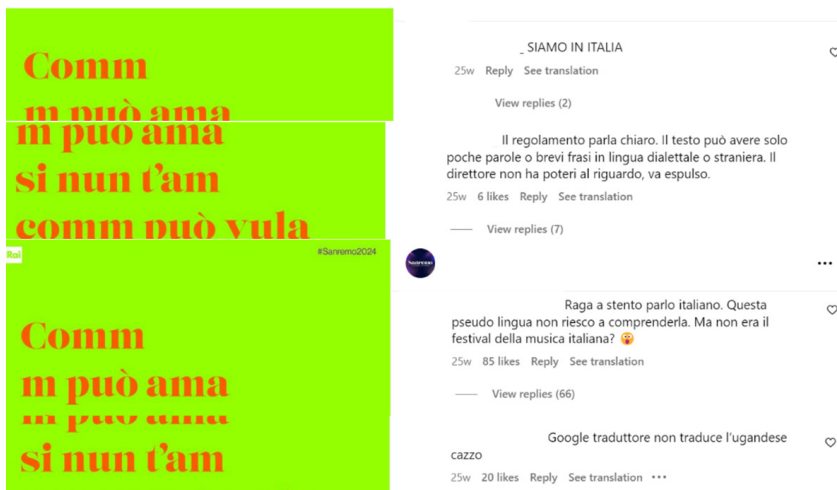 Comm
m può ama
m può ama
si nun t'am
comm può vula
Rai
#Sanremo2024
Comm
m può ama
m può ama
si nun t'am
_ SIAMO IN ITALIA
25w Reply See translation
View replies (2)
Il regolamento parla chiaro. Il testo può avere solo
poche parole o brevi frasi in lingua dialettale o straniera. Il
direttore non ha poteri al riguardo, va espulso.
25w 6 likes Reply See translation
View replies (7)
Sanremo
Raga a stento parlo italiano. Questa
pseudo lingua non riesco a comprenderla. Ma non era il
festival della musica italiana? 😱
25w 85 likes Reply See translation
View replies (66)
Google traduttore non traduce l'ugandese
cazzo
25w 20 likes Reply See translation